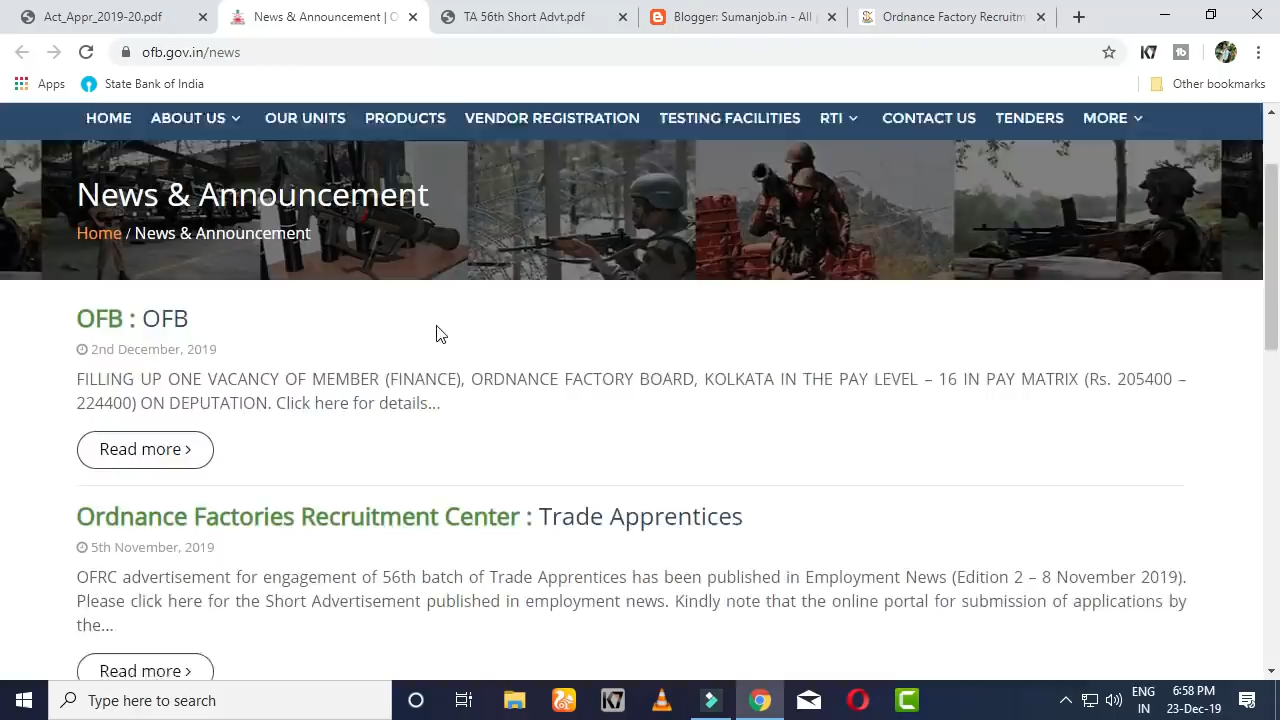 Act_Appr_2019-20.pdf
News & Announcement | O
TA 56th Short Advt.pdf
Blogger: Sumanjob.in - All p
Ordnance Factory Recruitm
ofb.gov.in/news
K7
tb
Apps
State Bank of India
Other bookmarks
HOME ABOUT US OUR UNITS PRODUCTS VENDOR REGISTRATION TESTING FACILITIES RTI CONTACT US TENDERS MORE
News & Announcement
Home / News & Announcement
OFB : OFB
2nd December, 2019
FILLING UP ONE VACANCY OF MEMBER (FINANCE), ORDNANCE FACTORY BOARD, KOLKATA IN THE PAY LEVEL – 16 IN PAY MATRIX (Rs. 205400 –
224400) ON DEPUTATION. Click here for details...
Read more >
Ordnance Factories Recruitment Center : Trade Apprentices
5th November, 2019
OFRC advertisement for engagement of 56th batch of Trade Apprentices has been published in Employment News (Edition 2 – 8 November 2019).
Please click here for the Short Advertisement published in employment news. Kindly note that the online portal for submission of applications by
the...
Read more >
Type here to search
K7
ENG
IN
6:58 PM
23-Dec-19